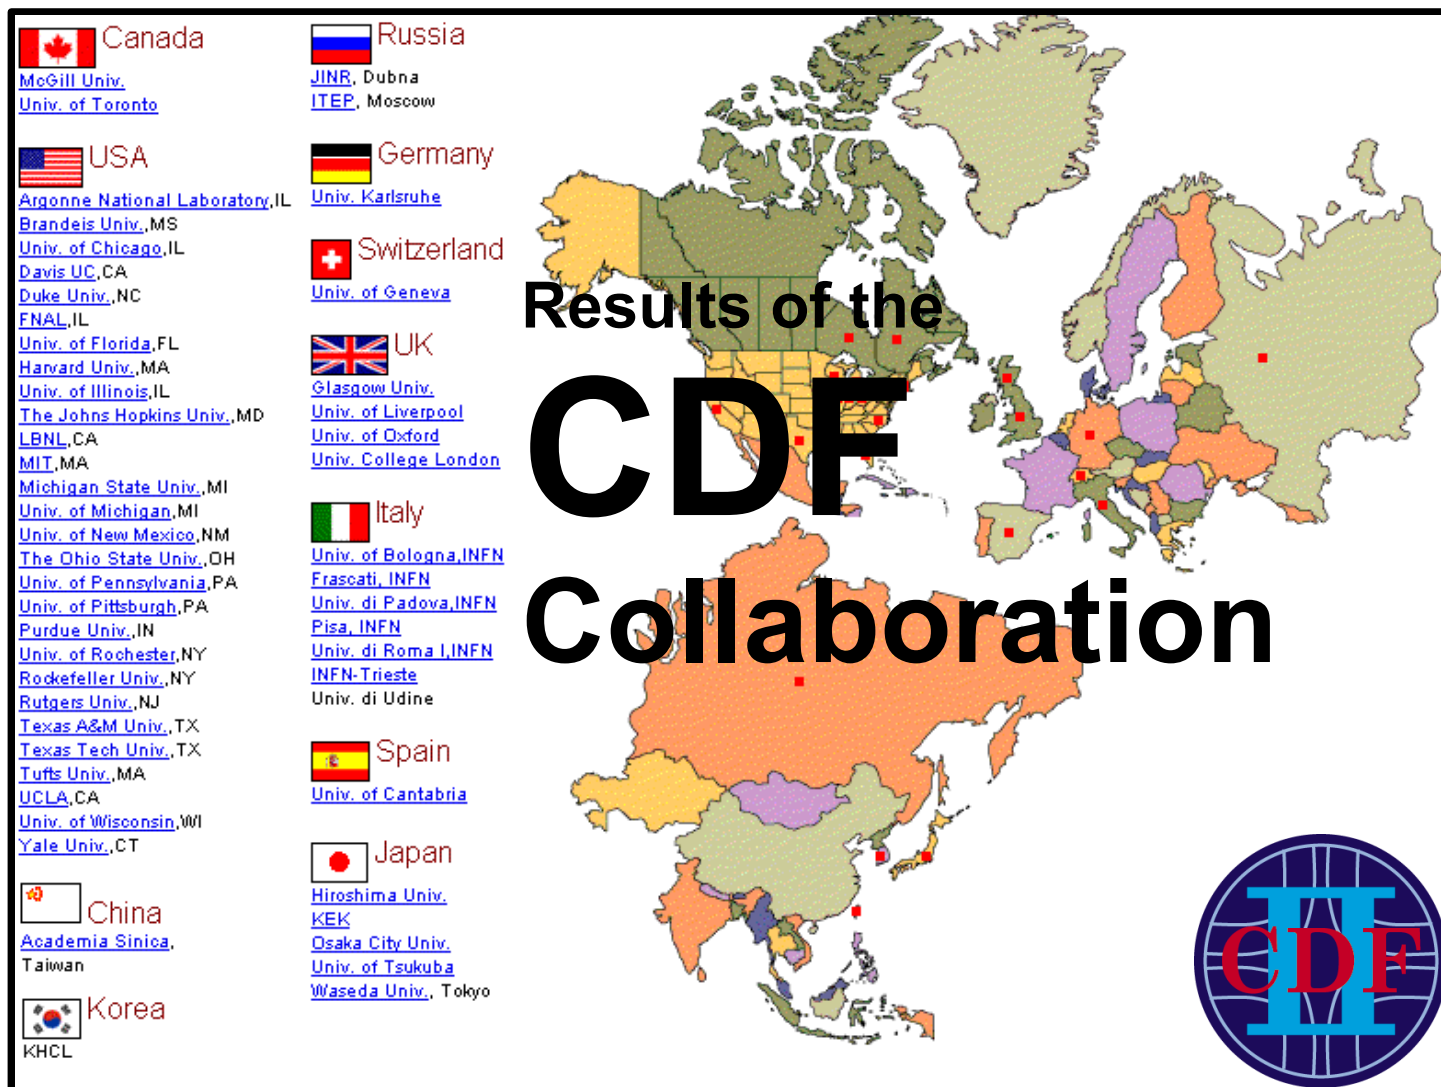 Canada
McGill Univ.
Univ. of Toronto
USA
Argonne National Laboratory,IL
Brandeis Univ.,MS
Univ. of Chicago,IL
Davis UC,CA
Duke Univ.,NC
FNAL,IL
Univ. of Florida,FL
Harvard Univ.,MA
Univ. of Illinois,IL
The Johns Hopkins Univ.,MD
LBNL,CA
MIT,MA
Michigan State Univ.,MI
Univ. of Michigan,MI
Univ. of New Mexico,NM
The Ohio State Univ.,OH
Univ. of Pennsylvania,PA
Univ. of Pittsburgh,PA
Purdue Univ.,IN
Univ. of Rochester,NY
Rockefeller Univ.,NY
Rutgers Univ.,NJ
Texas A&M Univ.,TX
Texas Tech Univ.,TX
Tufts Univ.,MA
UCLA,CA
Univ. of Wisconsin,WI
Yale Univ.,CT
China
Academia Sinica,
Taiwan
Korea
KHCL
Russia
JINR, Dubna
ITEP, Moscow
Germany
Univ. Karlsruhe
Switzerland
Univ. of Geneva
UK
Glasgow Univ.
Univ. of Liverpool
Univ. of Oxford
Univ. College London
Italy
Univ. of Bologna,INFN
Frascati, INFN
Univ. di Padova,INFN
Pisa, INFN
Univ. di Roma I,INFN
INFN-Trieste
Univ. di Udine
Spain
Univ. of Cantabria
Japan
Hiroshima Univ.
KEK
Osaka City Univ.
Univ. of Tsukuba
Waseda Univ., Tokyo
Results of the
CDF
Collaboration
CDF
II